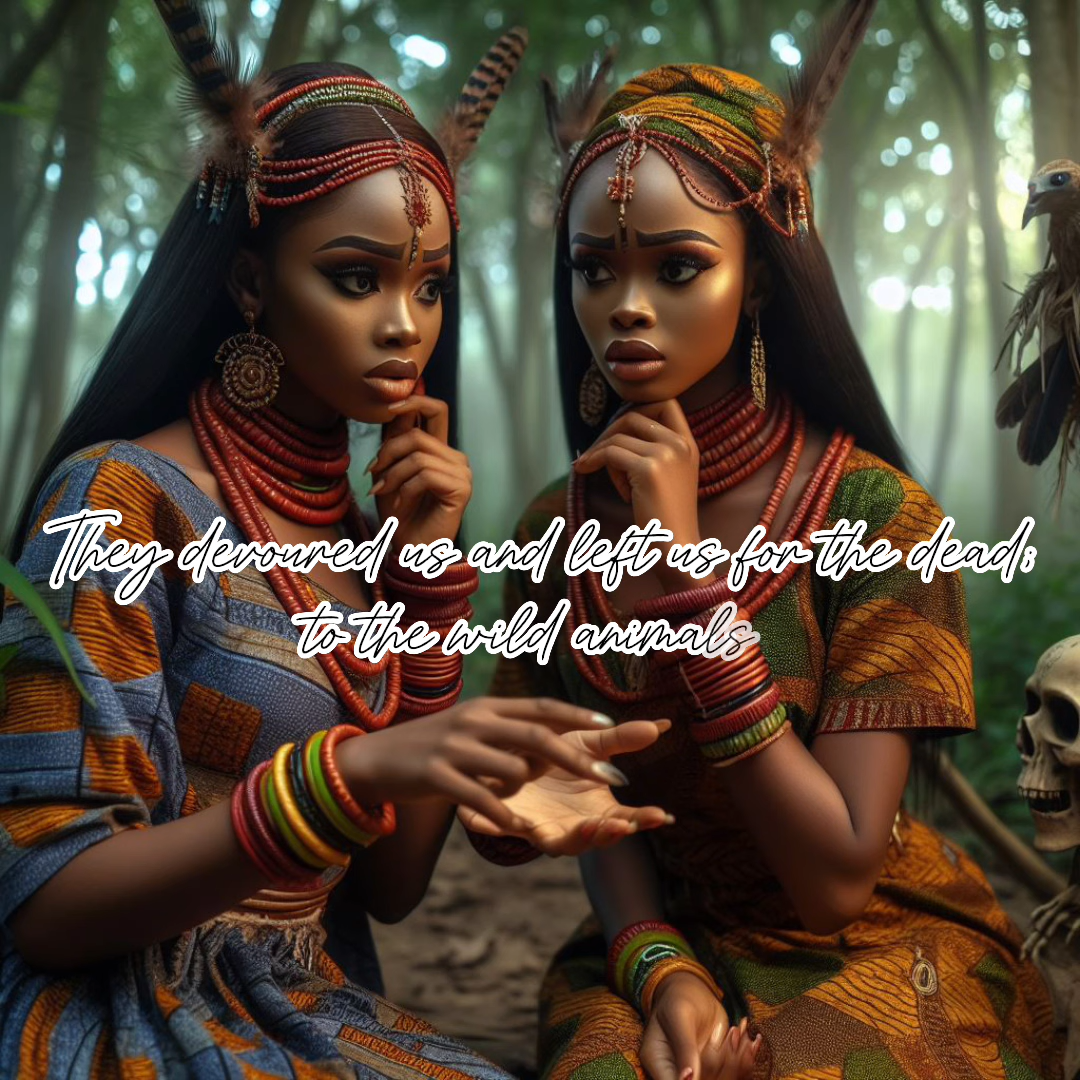 They devoured us and left us for the dead;
to the wild animals